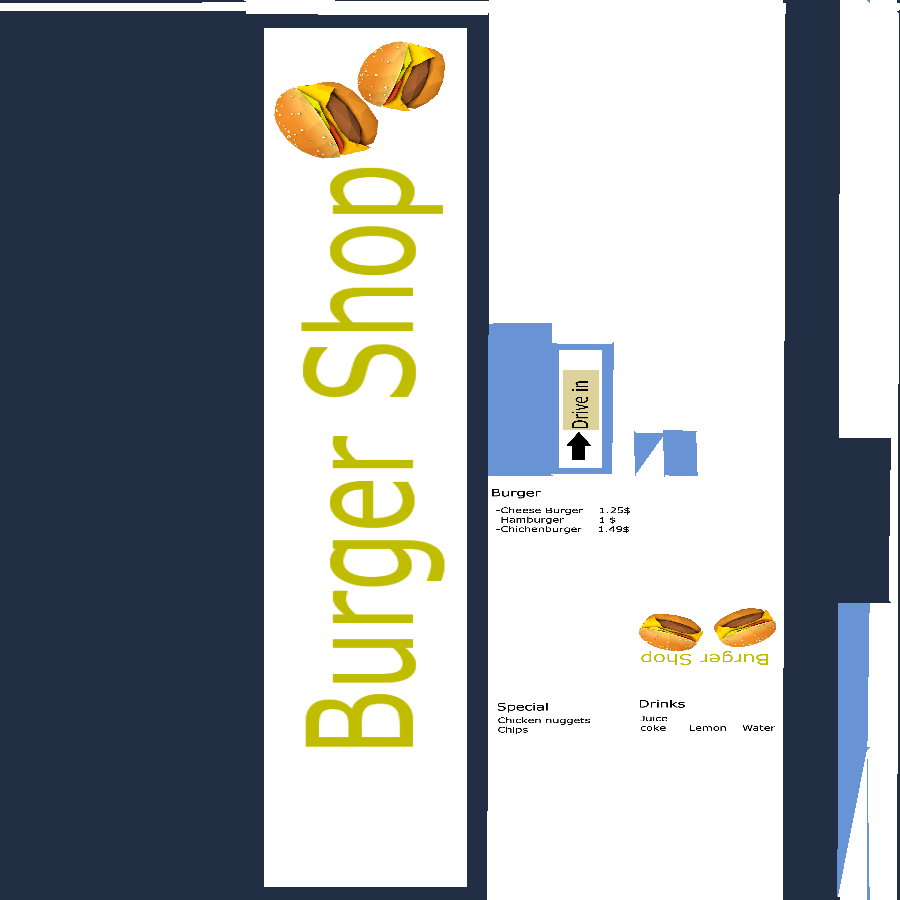 Burger Shop
Drive in
Burger
-Cheese Burger 1.25$
Hamburger 1 $
-Chichenburger 1.49$
Burger Shop
Special
Chicken nuggets
Chips
Drinks
Juice
coke Lemon Water